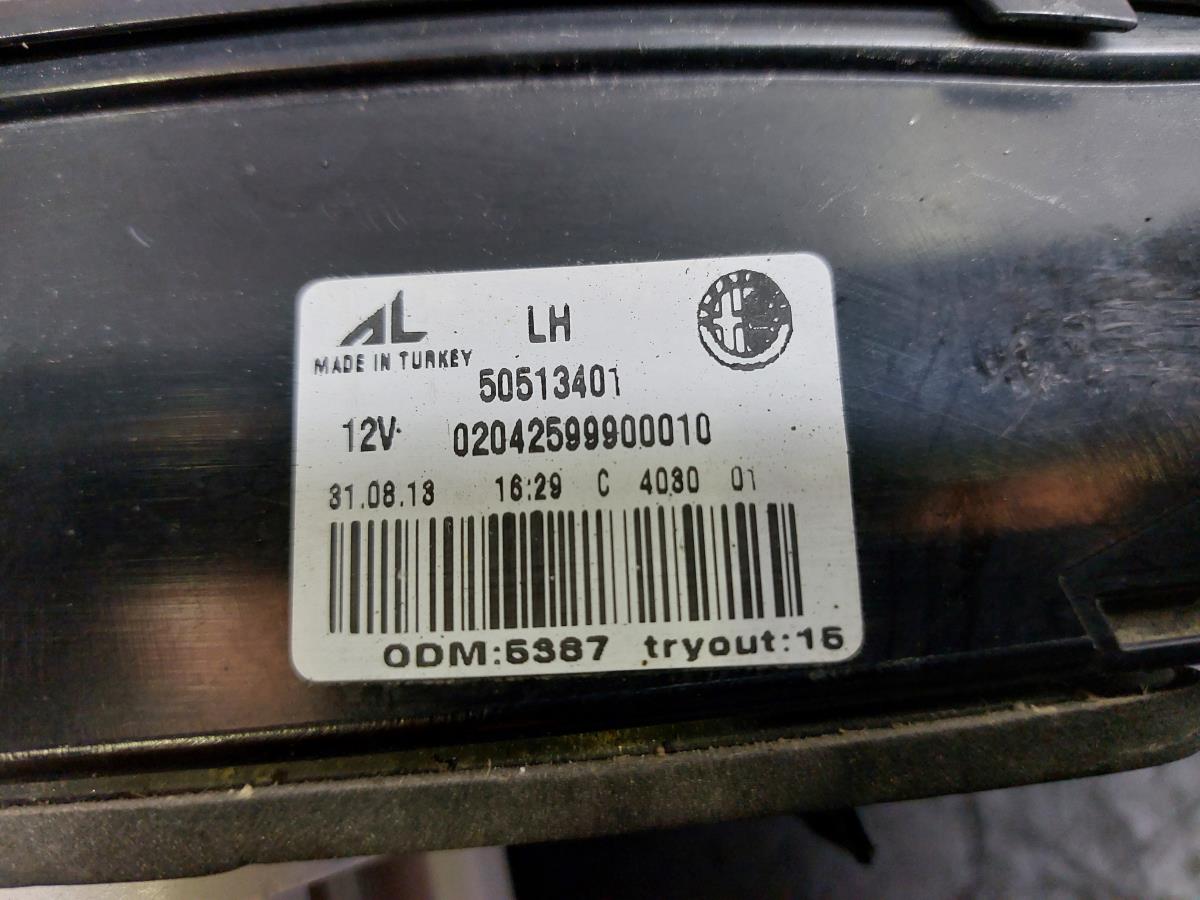 AL LH
MADE IN TURKEY
50513401
12V 02042599900010
31.08.13 16:29 C 4030 01
ODM:5387 tryout:15